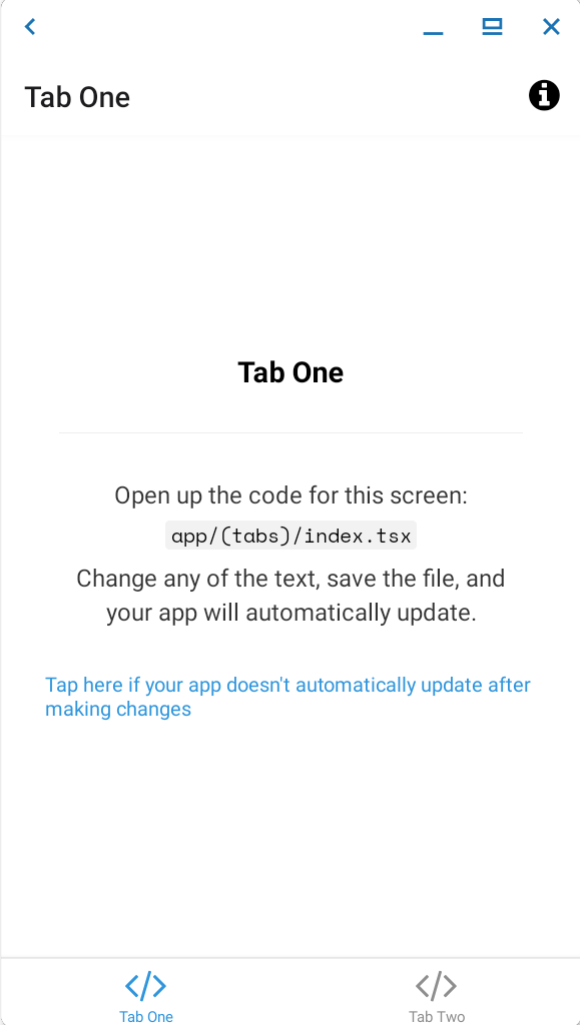 Tab One
Tab One
Open up the code for this screen:
app/(tabs)/index.tsx
Change any of the text, save the file, and
your app will automatically update.
Tap here if your app doesn't automatically update after
making changes
Tab One
Tab Two